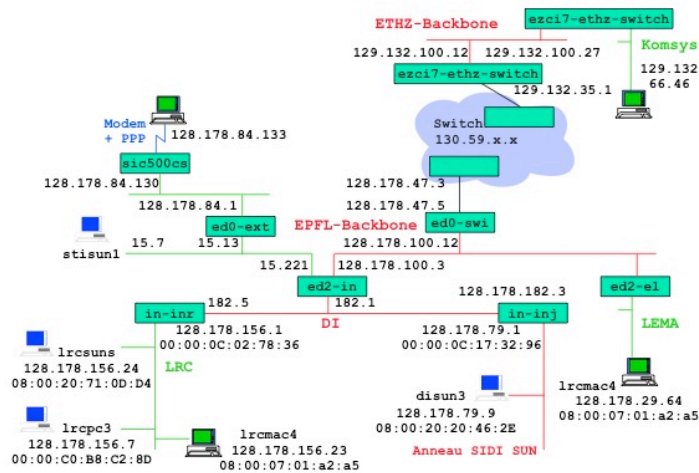 ETHZ-Backbone
ezci7-ethz-switch
129.132.100.12
129.132.100.27
Komsys
ezci7-ethz-switch
129.132
66.46
129.132.35.1
Modem
+ PPP
128.178.84.133
Switch
130.59.x.x
sic500cs
128.178.84.130
128.178.47.3
128.178.84.1
128.178.47.5
ed0-ext
EPFL-Backbone
ed0-swi
stisun1
15.7
15.13
128.178.100.12
15.221
128.178.100.3
ed2-in
128.178.182.3
ed2-el
182.5
182.1
in-inr
DI
in-inj
LEMA
128.178.156.1
00:00:0C:02:78:36
128.178.79.1
00:00:0C:17:32:96
lrcsuns
128.178.156.24
08:00:20:71:0D:D4
LRC
lrcmac4
128.178.29.64
08:00:07:01:a2:a5
disun3
128.178.79.9
08:00:20:20:46:2E
lrcpc3
128.178.156.7
00:00:C0:B8:C2:8D
lrcmac4
128.178.156.23
08:00:07:01:a2:a5
Anneau SIDI SUN